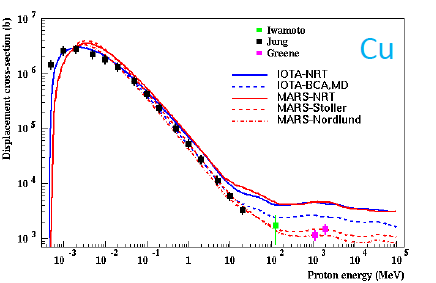 Displacement cross-section (b)
10^7
10^6
10^5
10^4
10^3
Iwamoto
Jung
Greene
Cu
IOTA-NRT
IOTA-BCA,MD
MARS-NRT
MARS-Stoller
MARS-Nordlund
10^-3 10^-2 10^-1 1 10 10^2 10^3 10^4 10^5
Proton energy (MeV)